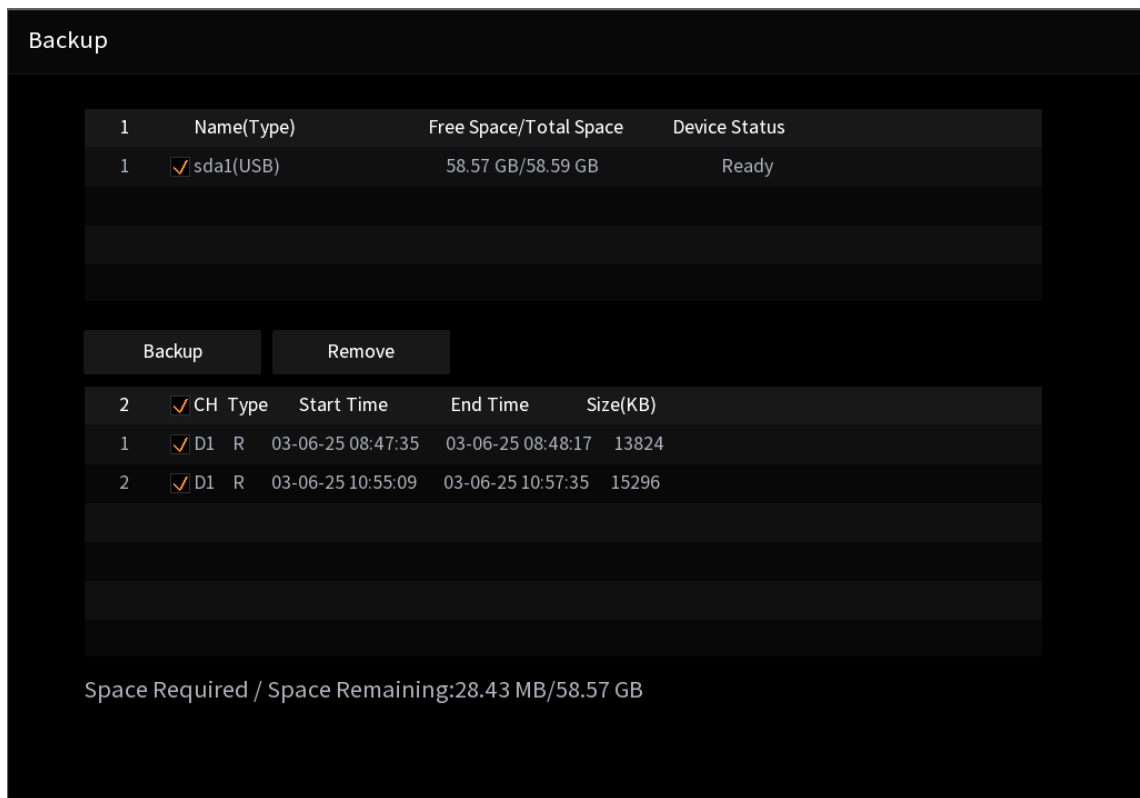 Backup
1 Name(Type) Free Space/Total Space Device Status
1 sda1(USB) 58.57 GB/58.59 GB Ready
Backup Remove
2 CH Type Start Time End Time Size(KB)
1 D1 R 03-06-25 08:47:35 03-06-25 08:48:17 13824
2 D1 R 03-06-25 10:55:09 03-06-25 10:57:35 15296
Space Required / Space Remaining:28.43 MB/58.57 GB